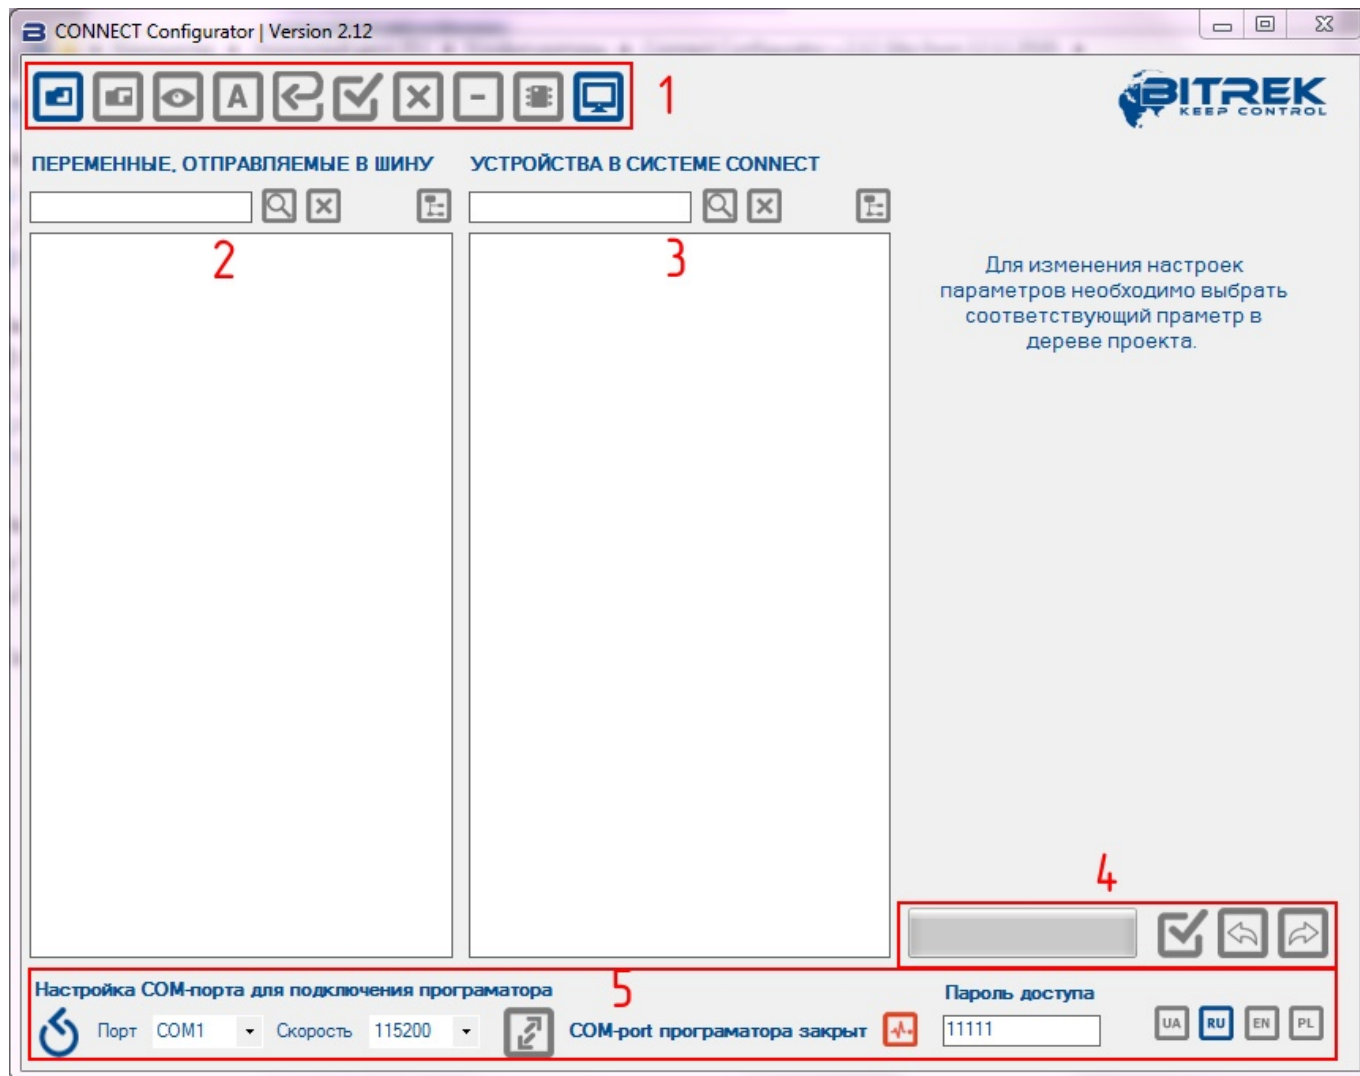 CONNECT Configurator | Version 2.12
A
1
BITREK
KEEP CONTROL
ПЕРЕМЕННЫЕ, ОТПРАВЛЯЕМЫЕ В ШИНУ
УСТРОЙСТВА В СИСТЕМЕ CONNECT
2
3
Для изменения настроек
параметров необходимо выбрать
соответствующий праметр в
дереве проекта.
4
5
Настройка COM-порта для подключения програматора
Порт COM1 Скорость 115200
COM-port програматора закрыт
Пароль доступа
11111
UA RU EN PL